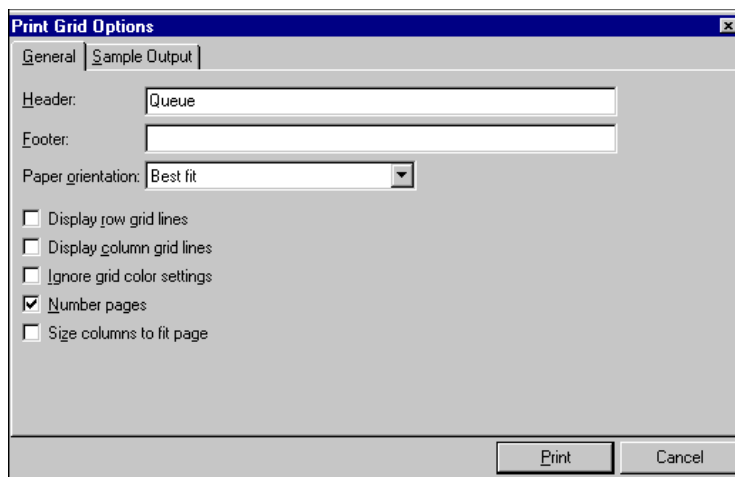 Print Grid Options
General Sample Output
Header: Queue
Footer:
Paper orientation: Best fit
Display row grid lines
Display column grid lines
Ignore grid color settings
Number pages
Size columns to fit page
Print Cancel